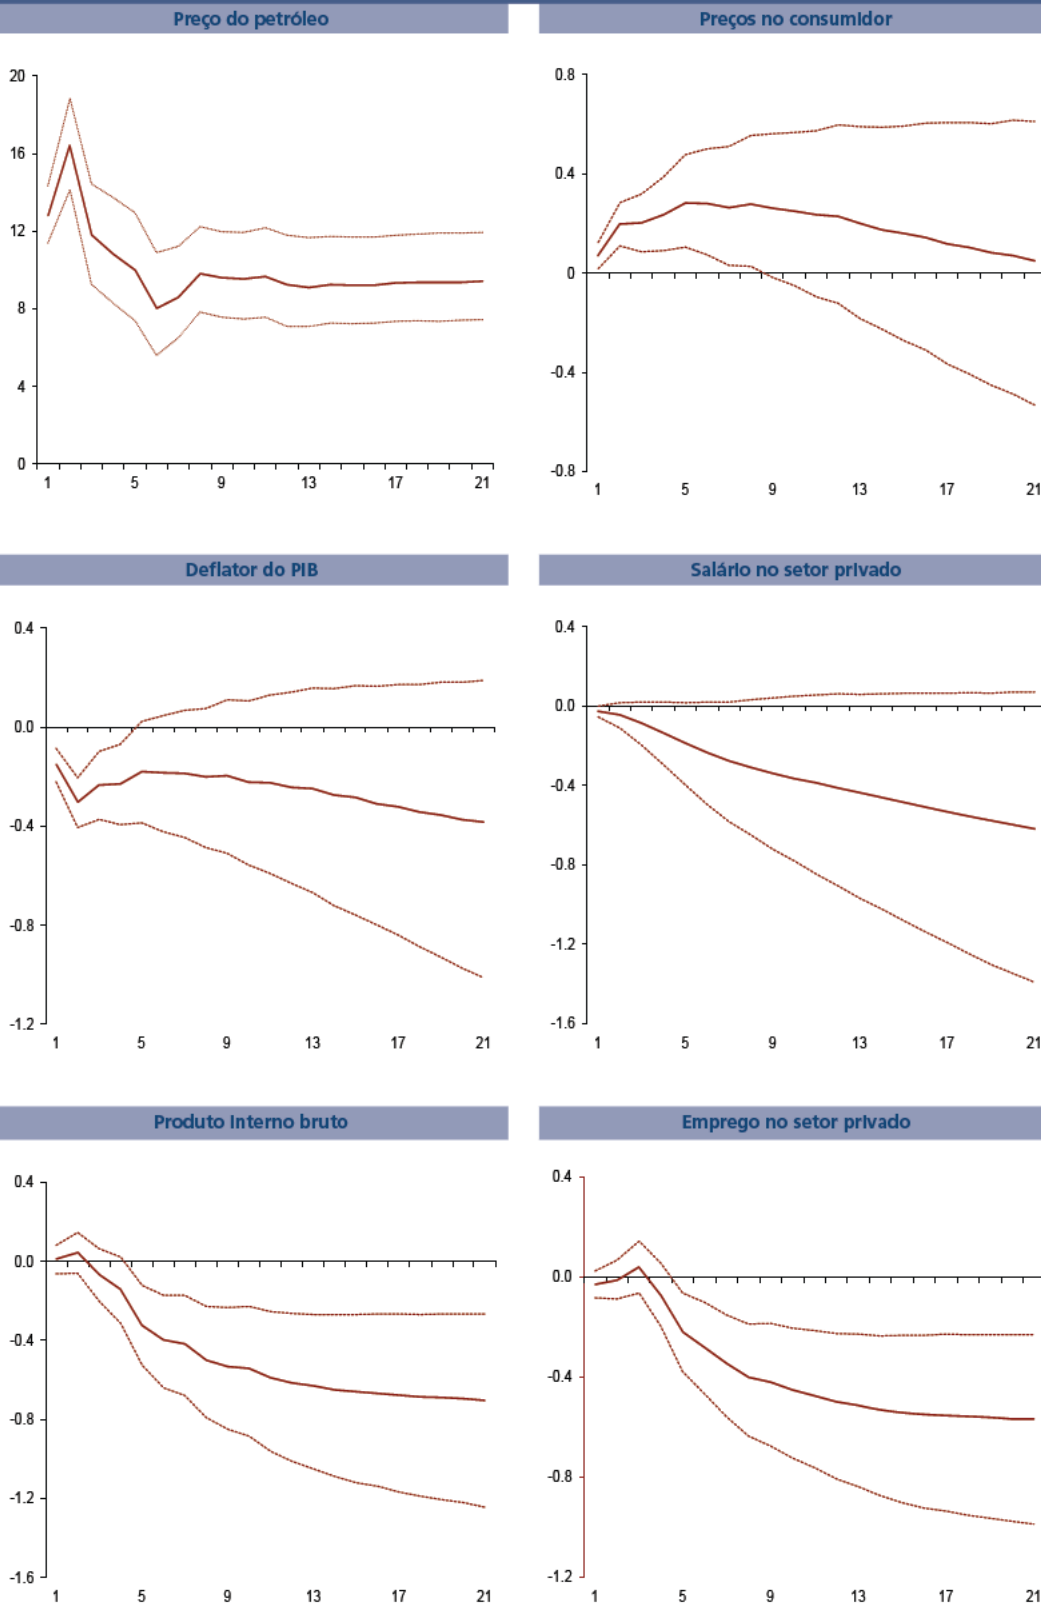 Preço do petróleo
20
16
12
8
4
0
1 5 9 13 17 21
Preços no consumidor
0.8
0.4
0
-0.4
-0.8
1 5 9 13 17 21
Deflator do PIB
0.4
0.0
-0.4
-0.8
-1.2
1 5 9 13 17 21
Salário no setor privado
0.4
0.0
-0.4
-0.8
-1.2
-1.6
1 5 9 13 17 21
Produto interno bruto
0.4
0.0
-0.4
-0.8
-1.2
-1.6
1 5 9 13 17 21
Emprego no setor privado
0.4
0.0
-0.4
-0.8
-1.2
1 5 9 13 17 21